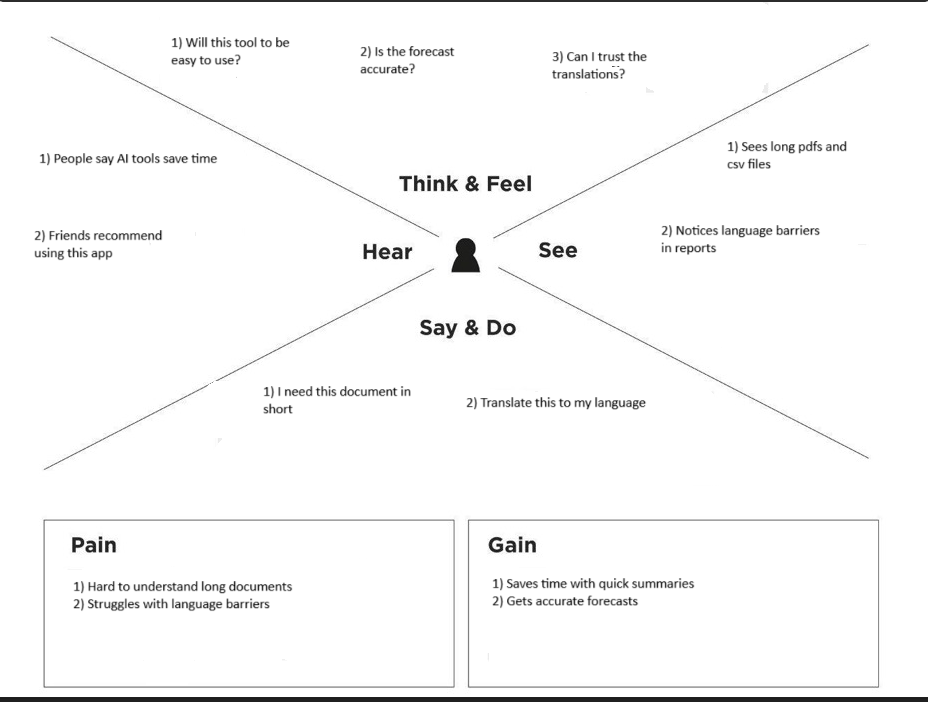 1) Will this tool to be
easy to use?
2) Is the forecast
accurate?
3) Can I trust the
translations?
1) People say AI tools save time
2) Friends recommend
using this app
Think & Feel
Hear
See
Say & Do
1) Sees long pdfs and
csv files
2) Notices language barriers
in reports
1) I need this document in
short
2) Translate this to my language
Pain
1) Hard to understand long documents
2) Struggles with language barriers
Gain
1) Saves time with quick summaries
2) Gets accurate forecasts